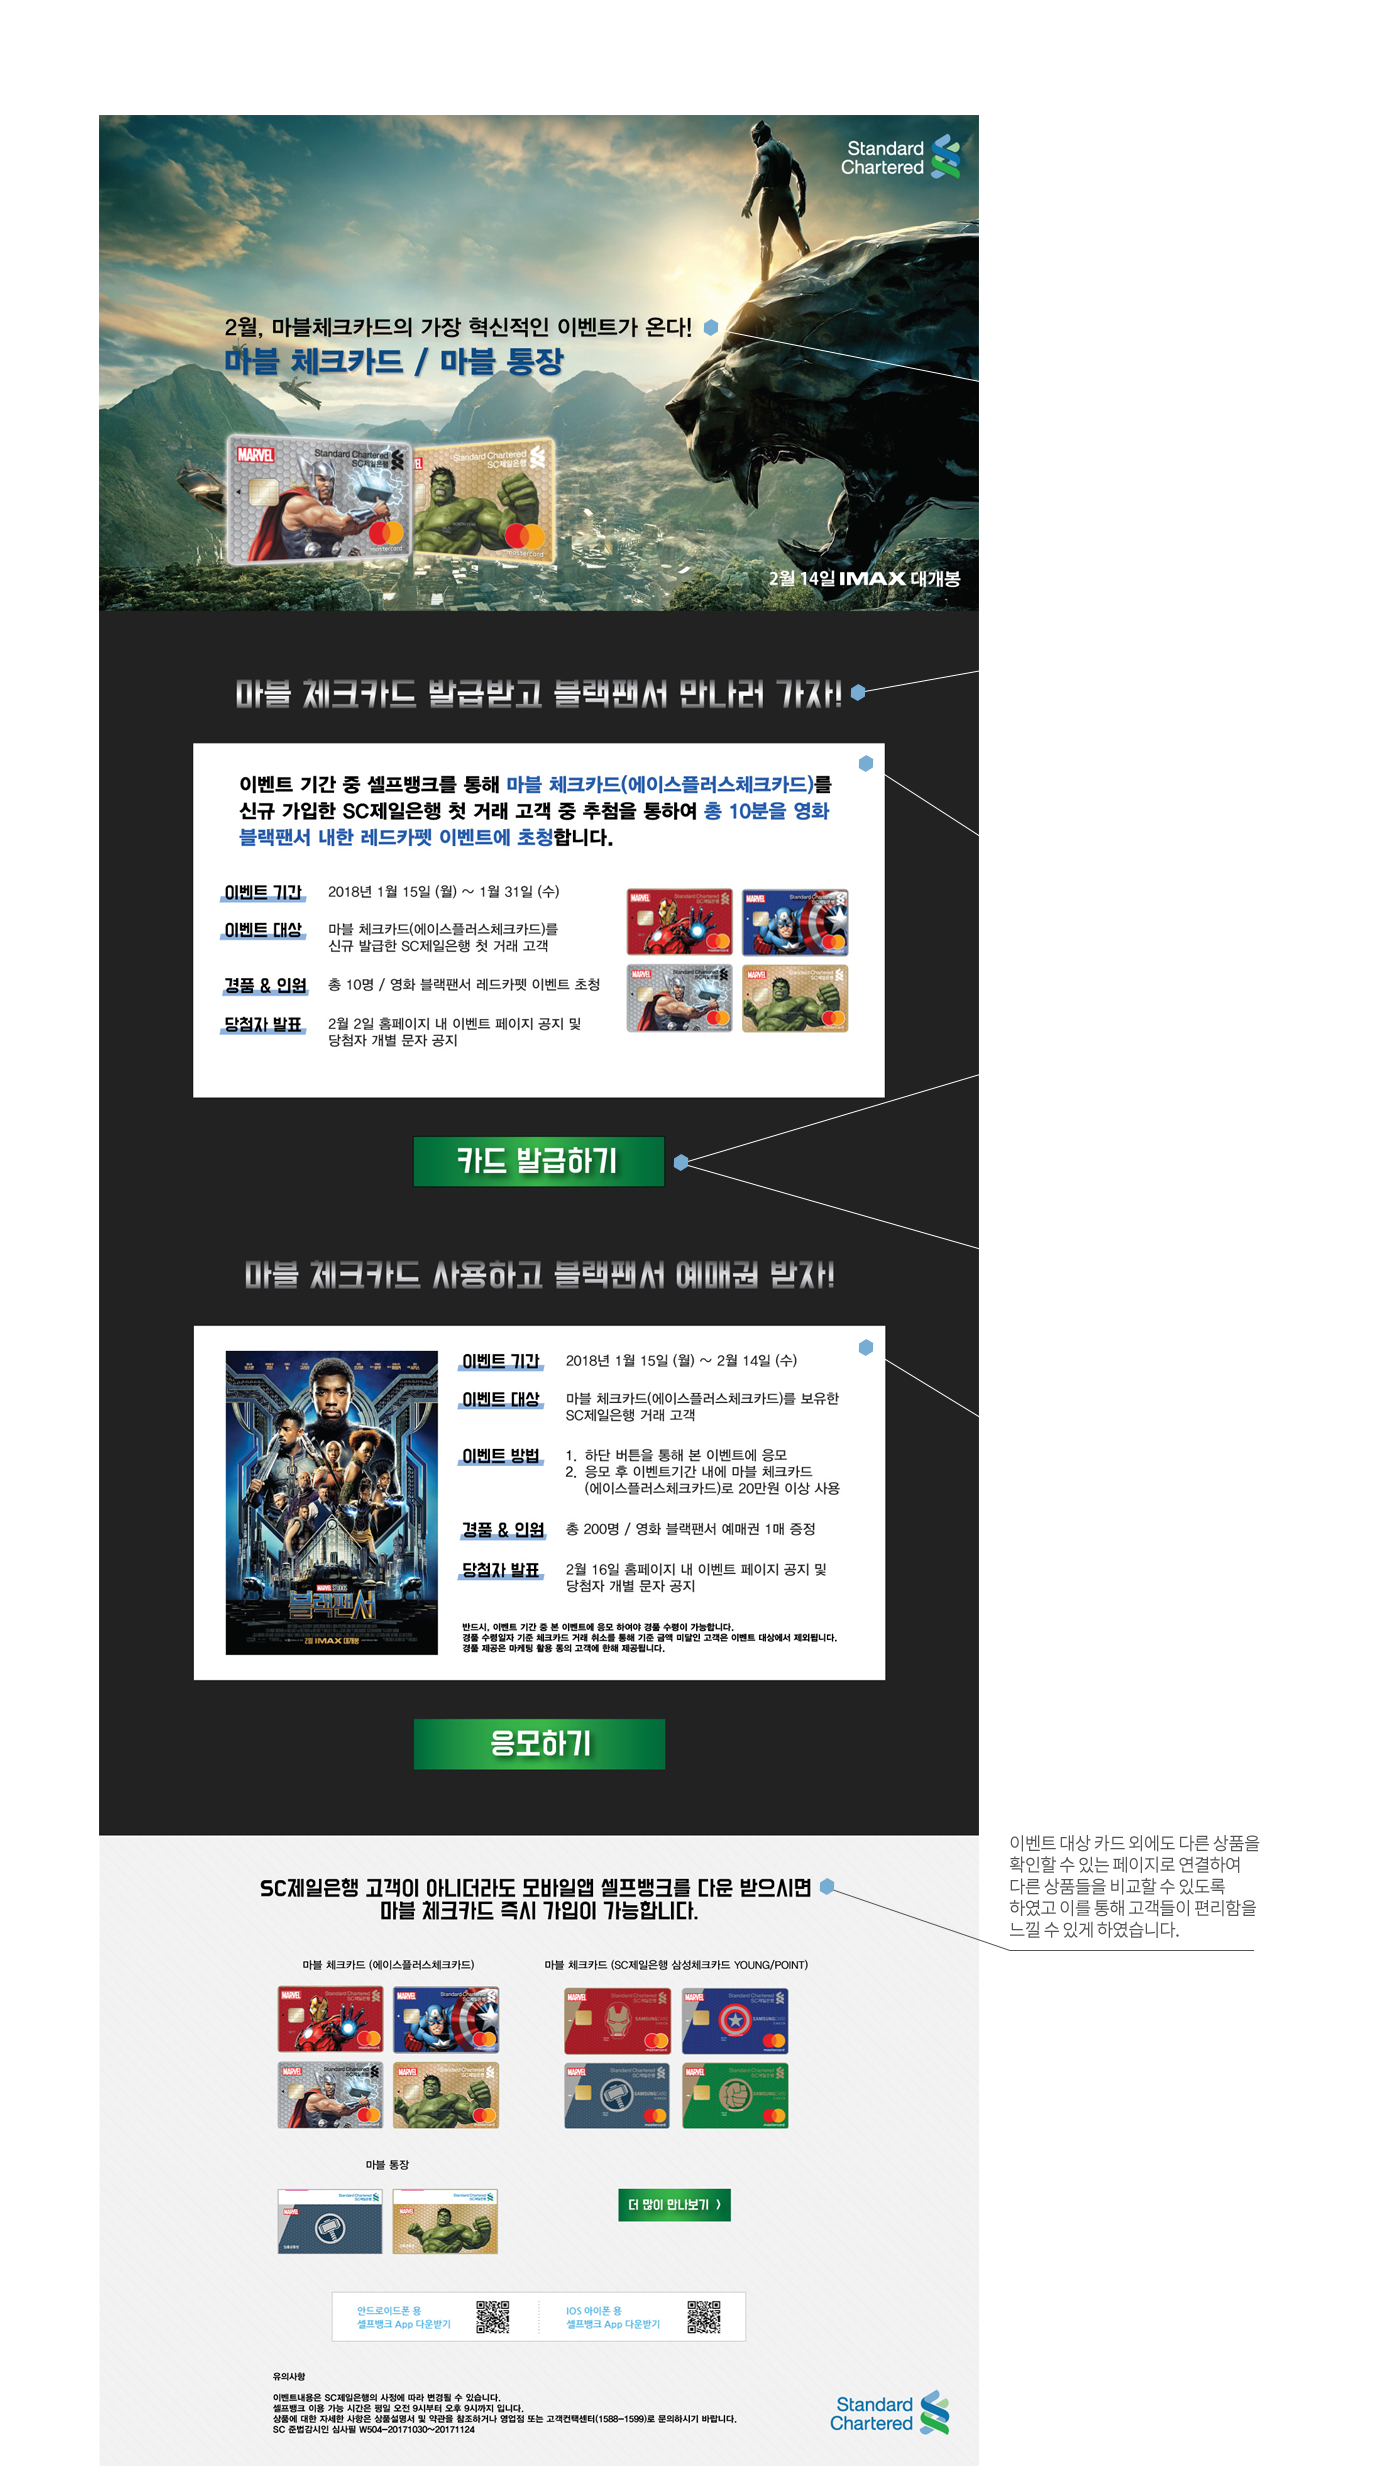 Standard
Chartered
2월, 마블체크카드의 가장 혁신적인 이벤트가 온다!
마블 체크카드 / 마블 통장
MARVEL
Standard Chartered
SC제일은행
mastercard
Standard Chartered
SC제일은행
mastercard
2월 14일 IMAX 대개봉
마블 체크카드 발급받고 블랙팬서 만나러 가자!
이벤트 기간 중 셀프뱅크를 통해 마블 체크카드(에이스플러스체크카드)를
신규 가입한 SC제일은행 첫 거래 고객 중 추첨을 통하여 총 10분을 영화
블랙팬서 내한 레드카펫 이벤트에 초청합니다.
이벤트 기간 2018년 1월 15일 (월) ~ 1월 31일 (수)
이벤트 대상 마블 체크카드(에이스플러스체크카드)를
신규 발급한 SC제일은행 첫 거래 고객
경품 & 인원 총 10명 / 영화 블랙팬서 레드카펫 이벤트 초청
당첨자 발표 2월 2일 홈페이지 내 이벤트 페이지 공지 및
당첨자 개별 문자 공지
카드 발급하기
마블 체크카드 사용하고 블랙팬서 예매권 받자!
이벤트 기간 2018년 1월 15일 (월) ~ 2월 14일 (수)
이벤트 대상 마블 체크카드(에이스플러스체크카드)를 보유한
SC제일은행 거래 고객
이벤트 방법 1. 하단 버튼을 통해 본 이벤트에 응모
2. 응모 후 이벤트기간 내에 마블 체크카드
(에이스플러스체크카드)로 20만원 이상 사용
경품 & 인원 총 200명 / 영화 블랙팬서 예매권 1매 증정
당첨자 발표 2월 16일 홈페이지 내 이벤트 페이지 공지 및
당첨자 개별 문자 공지
반드시, 이벤트 기간 중 본 이벤트에 응모 하여야 경품 수령이 가능합니다.
경품 수령일자 기준 체크카드 거래 취소를 통해 기준 금액 미달인 고객은 이벤트 대상에서 제외됩니다.
경품 제공은 마케팅 활용 동의 고객에 한해 제공됩니다.
MARVEL STUDIOS
블랙팬서
2월 IMAX 대개봉
응모하기
이벤트 대상 카드 외에도 다른 상품을
확인할 수 있는 페이지로 연결하여
다른 상품들을 비교할 수 있도록
하였고 이를 통해 고객들이 편리함을
느낄 수 있게 하였습니다.
SC제일은행 고객이 아니더라도 모바일앱 셀프뱅크를 다운 받으시면
마블 체크카드 즉시 가입이 가능합니다.
마블 체크카드 (에이스플러스체크카드)
마블 체크카드 (SC제일은행 삼성체크카드 YOUNG/POINT)
마블 통장
더 많이 만나보기 >
안드로이드폰 용
셀프뱅크 App 다운받기
IOS 아이폰 용
셀프뱅크 App 다운받기
유의사항
이벤트내용은 SC제일은행의 사정에 따라 변경될 수 있습니다.
셀프뱅크 이용 가능 시간은 평일 오전 9시부터 오후 9시까지 입니다.
상품에 대한 자세한 사항은 상품설명서 및 약관을 참조하거나 영업점 또는 고객컨택센터(1588-1599)로 문의하시기 바랍니다.
SC 준법감시인 심사필 W504-20171030~20171124
Standard
Chartered